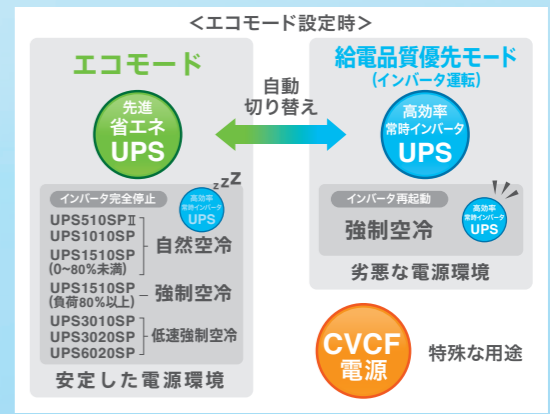 ＜エコモード設定時＞
エコモード
先進
省エネ
UPS
zzZ
インバータ完全停止
高効率
常時インバータ
UPS
UPS510SPⅡ
UPS1010SP
UPS1510SP
(0~80%未満)
自然空冷
UPS1510SP
(負荷80%以上)
強制空冷
UPS3010SP
UPS3020SP
UPS6020SP
低速強制空冷
安定した電源環境
自動
切り替え
給電品質優先モード
(インバータ運転)
高効率
常時インバータ
UPS
インバータ再起動
高効率
常時インバータ
UPS
強制空冷
劣悪な電源環境
CVCF
電源
特殊な用途